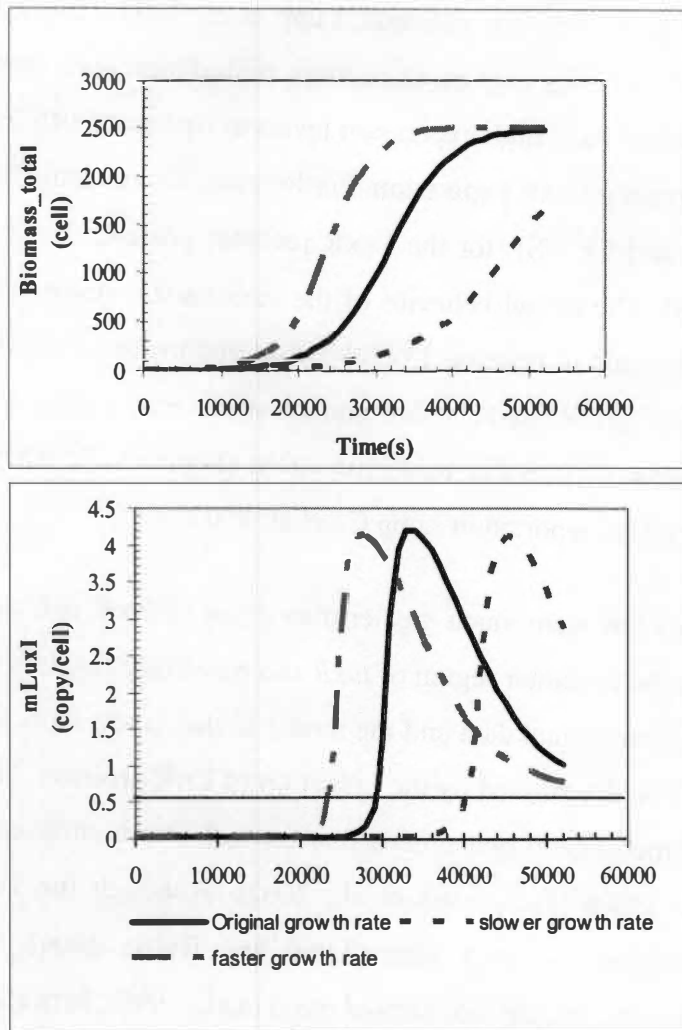 3000
2500
2000
1500
1000
500
0
Biomass_total
(cell)
0 10000 20000 30000 40000 50000 60000
Time(s)
4.5
4
3.5
3
2.5
2
1.5
1
0.5
0
mLuxI
(copy/cell)
0 10000 20000 30000 40000 50000 60000
Original growth rate slower growth rate
faster growth rate